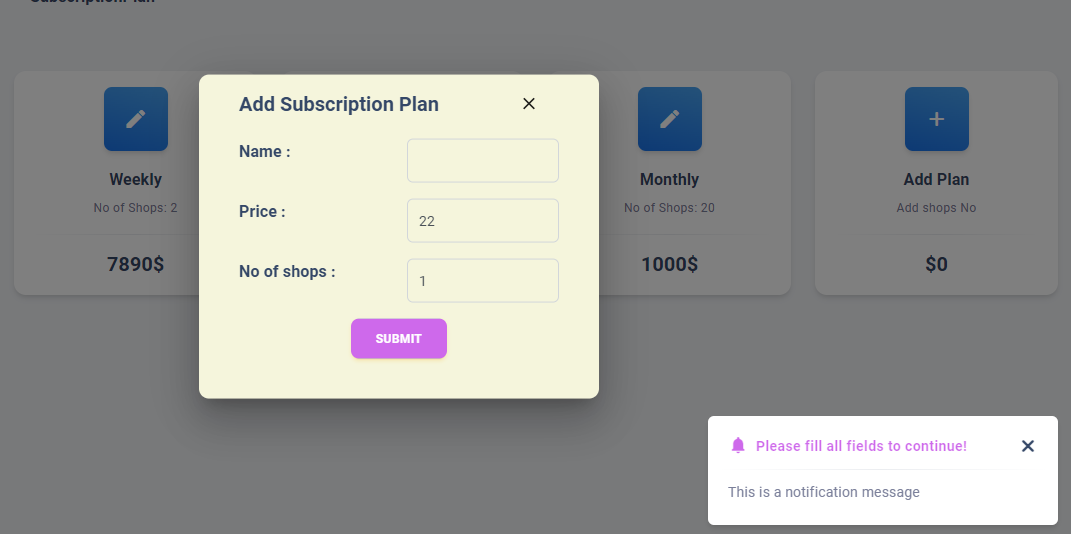 Add Subscription Plan
Name :
Price :
22
No of shops :
1
SUBMIT
Weekly
No of Shops: 2
7890$
Monthly
No of Shops: 20
1000$
Add Plan
Add shops No
$0
Please fill all fields to continue!
This is a notification message